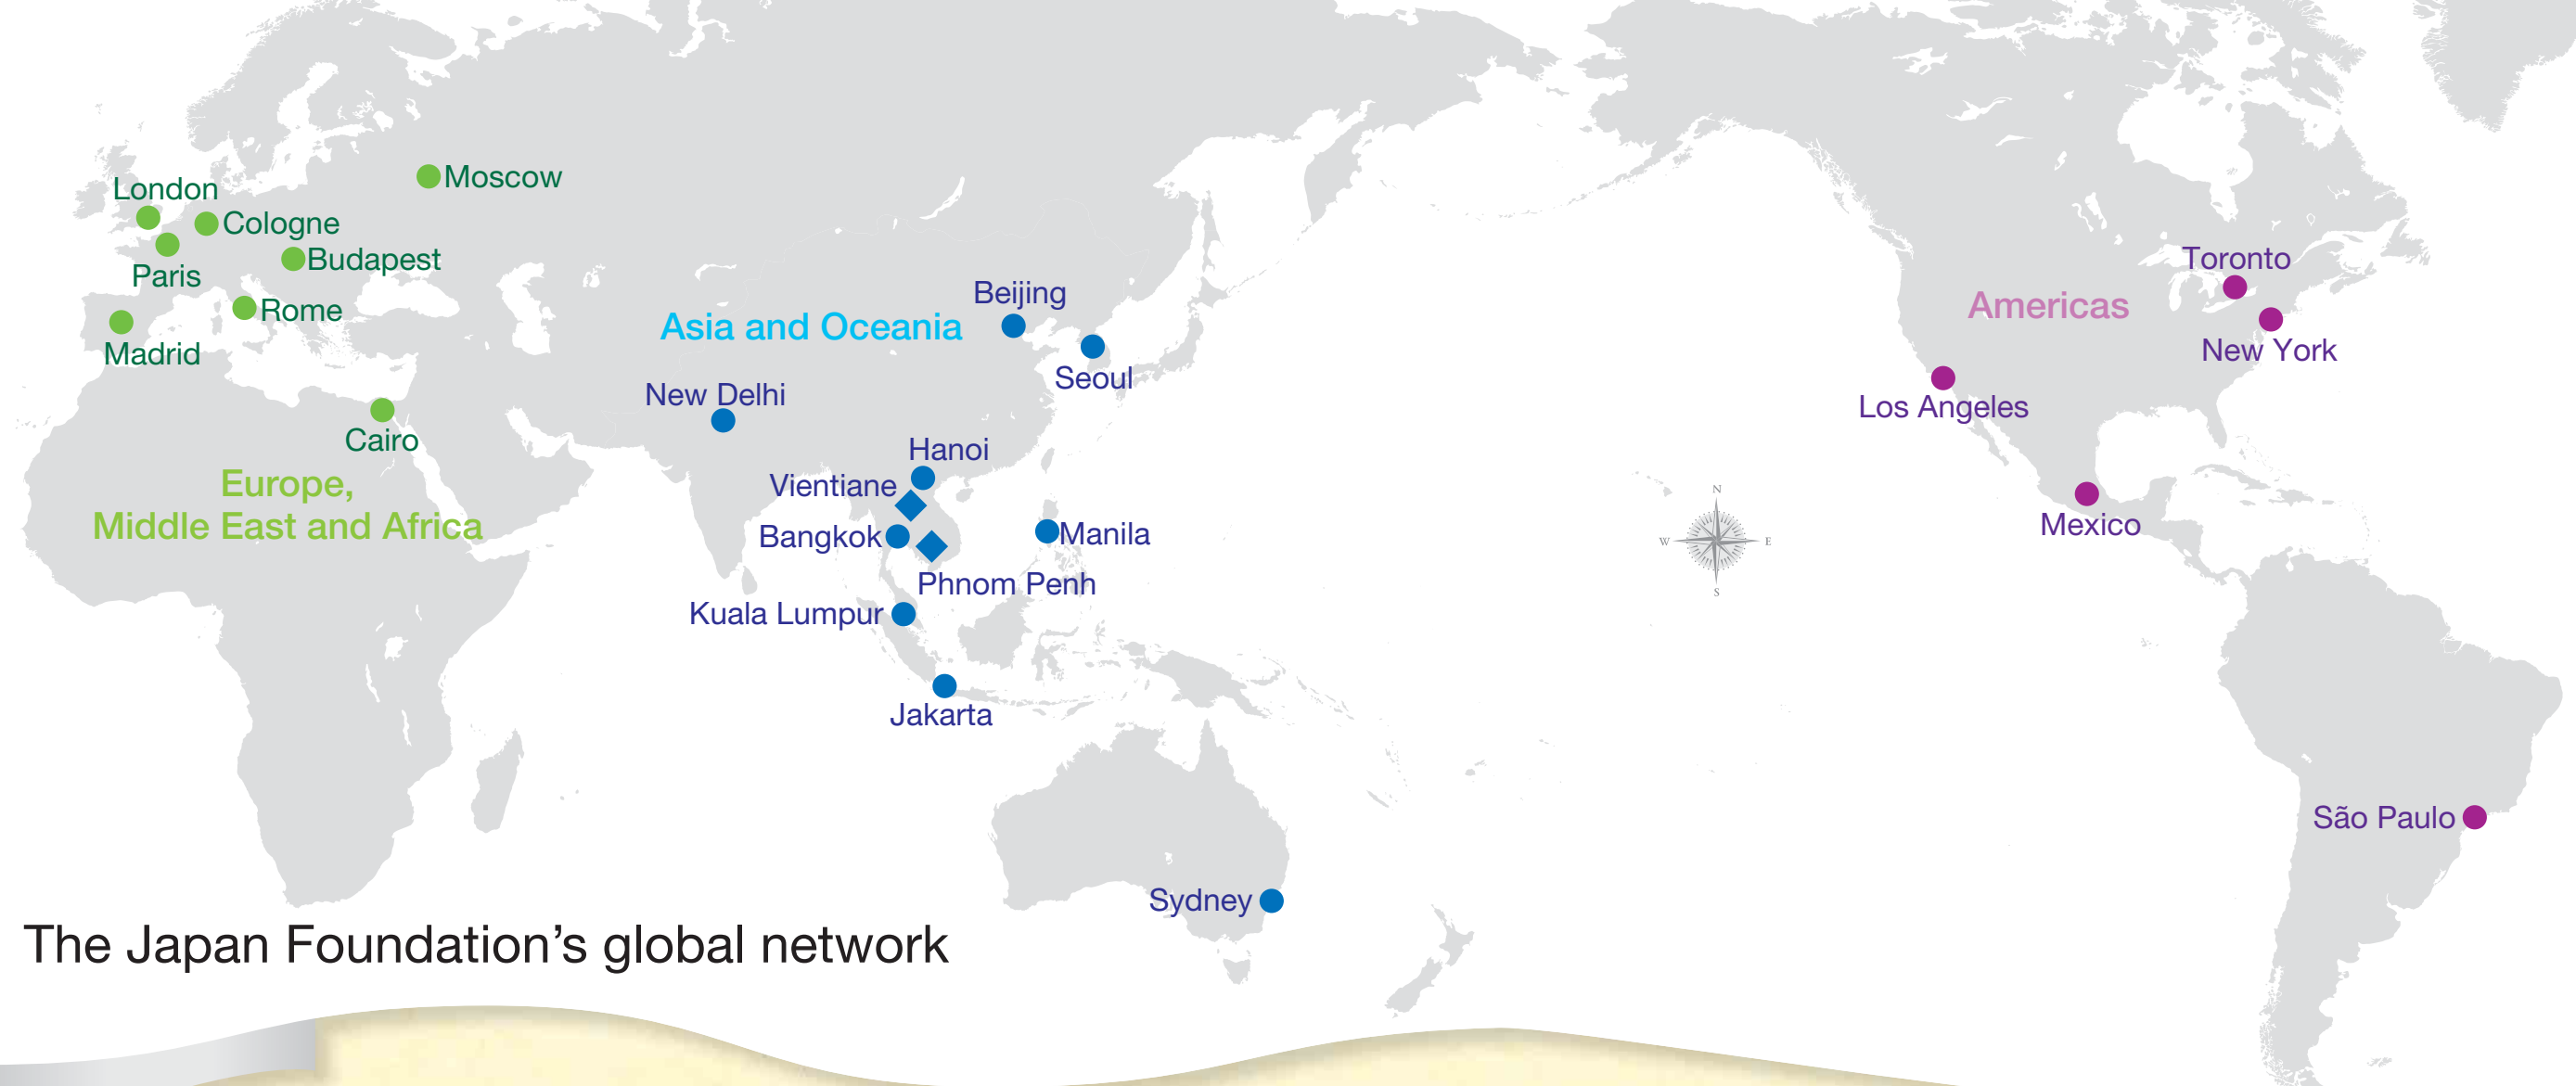 Moscow
London
Cologne
Budapest
Paris
Rome
Madrid
Cairo
Europe,
Middle East and Africa
Asia and Oceania
Beijing
Seoul
New Delhi
Hanoi
Vientiane
Bangkok
Manila
Phnom Penh
Kuala Lumpur
Jakarta
Sydney
Americas
Toronto
New York
Los Angeles
Mexico
São Paulo
N
W
E
S
The Japan Foundation’s global network